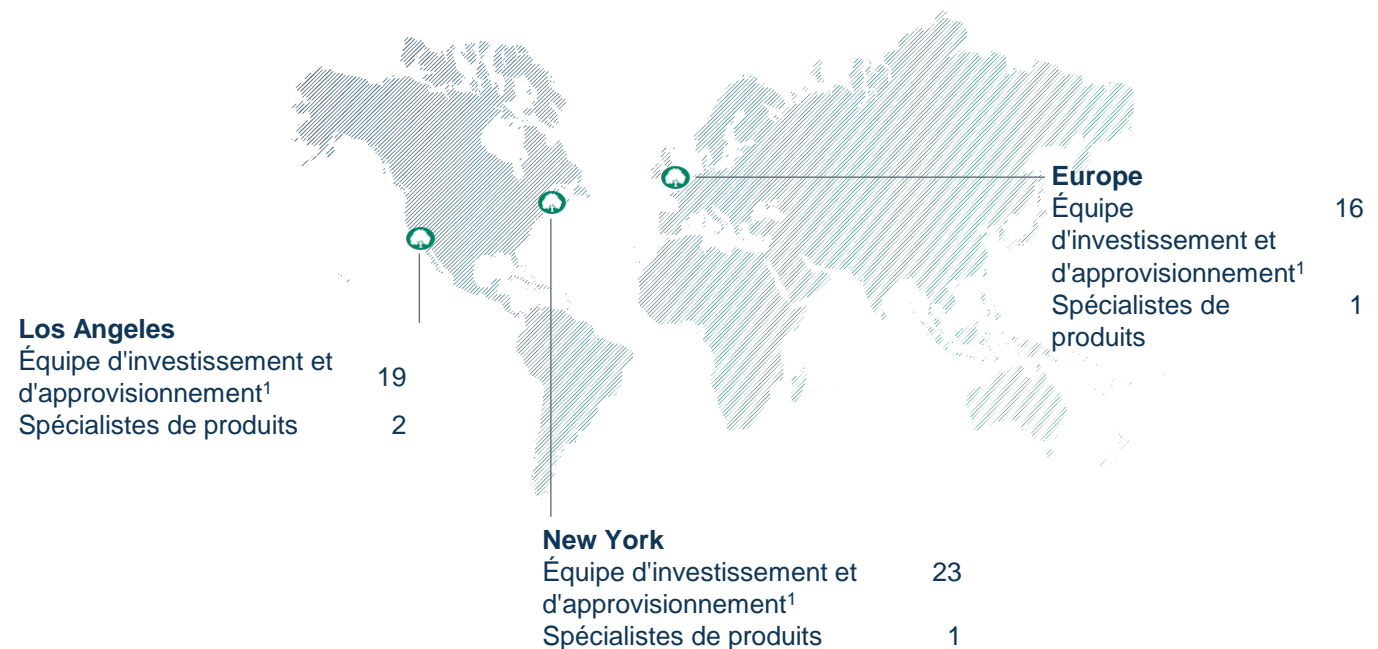 Europe
Équipe 16
d'investissement et
d'approvisionnement¹
Spécialistes de 1
produits
Los Angeles
Équipe d'investissement et
d'approvisionnement¹ 19
Spécialistes de produits 2
New York
Équipe d'investissement et 23
d'approvisionnement¹
Spécialistes de produits 1